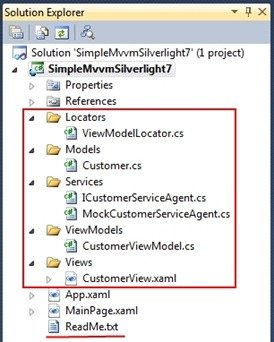 Solution Explorer
Solution 'SimpleMvvmSilverlight7' (1 project)
SimpleMvvmSilverlight7
Properties
References
Locators
ViewModelLocator.cs
Models
Customer.cs
Services
ICustomerServiceAgent.cs
MockCustomerServiceAgent.cs
ViewModels
CustomerViewModel.cs
Views
CustomerView.xaml
App.xaml
MainPage.xaml
ReadMe.txt